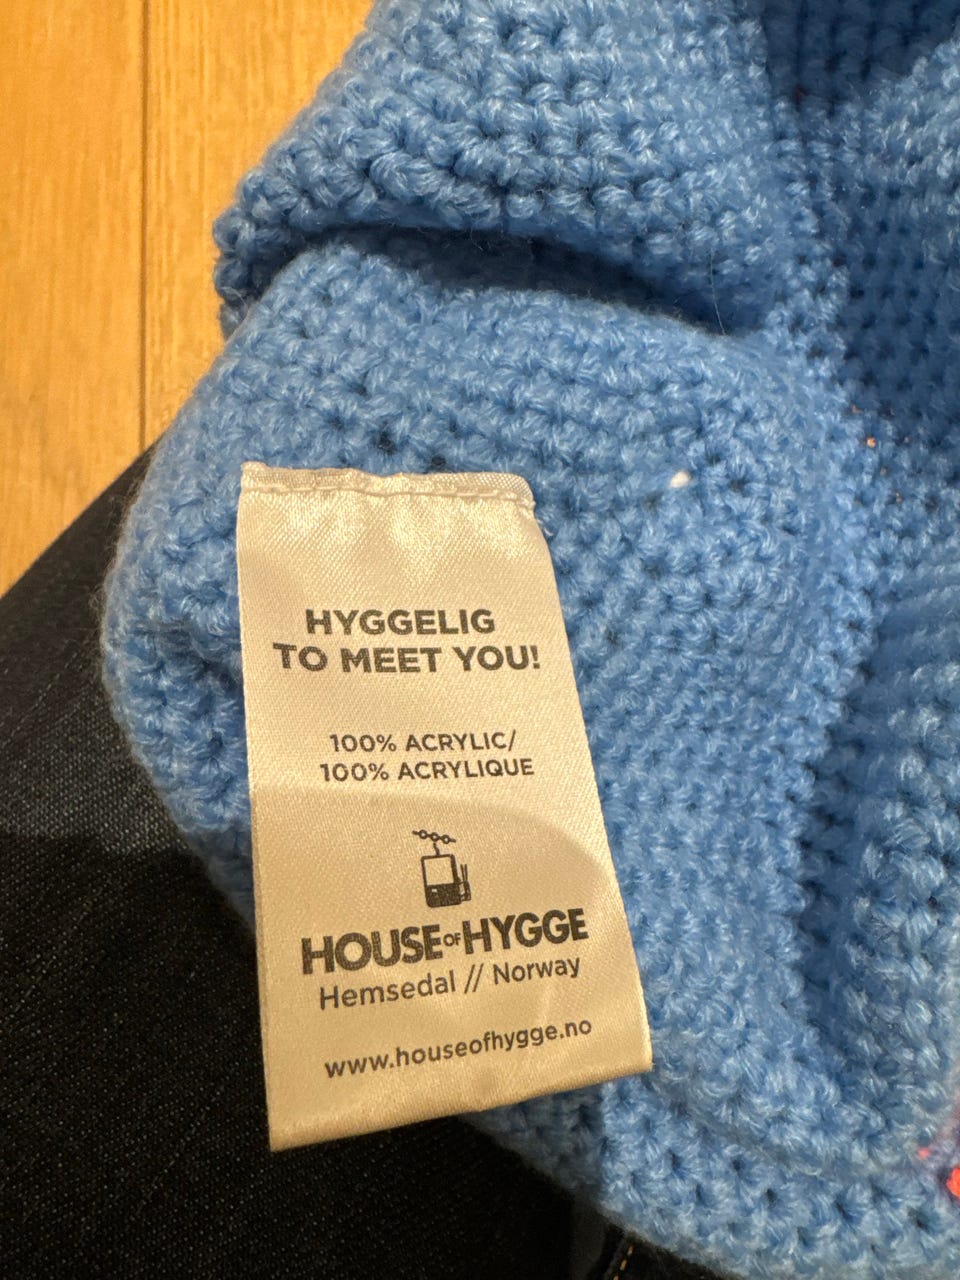 HYGGELIG
TO MEET YOU!
100% ACRYLIC/
100% ACRYLIQUE
HOUSE OF HYGGE
Hemsedal // Norway
www.houseofhygge.no